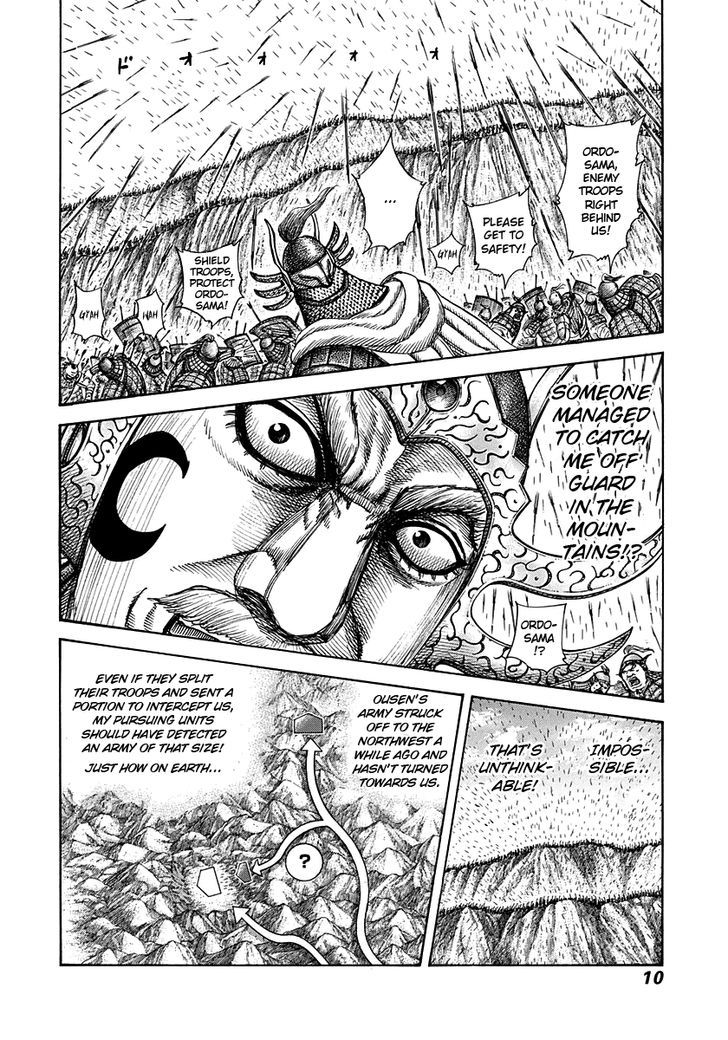 ド オ オ オ オ オ
ORDO-
SAMA,
ENEMY
TROOPS
RIGHT
BEHIND
US!
PLEASE
GET TO
SAFETY!
GYAH
...
SHIELD
TROOPS,
PROTECT
ORDO-
SAMA!
WAH
GYAH
SOMEONE
MANAGED
TO CATCH
ME OFF
GUARD
IN THE
MOUN-
TAINS!?
ORDO-
SAMA
!?
IMPOS-
SIBLE...
THAT'S
UNTHINK-
ABLE!
OUSEN'S
ARMY STRUCK
OFF TO THE
NORTHWEST A
WHILE AGO AND
HASN'T TURNED
TOWARDS US.
EVEN IF THEY SPLIT
THEIR TROOPS AND SENT A
PORTION TO INTERCEPT US,
MY PURSUING UNITS
SHOULD HAVE DETECTED
AN ARMY OF THAT SIZE!
JUST HOW ON EARTH...
?
10